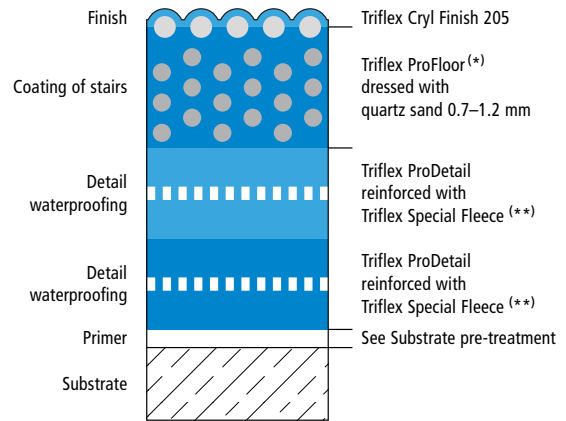 Finish
Triflex Cryl Finish 205
Coating of stairs
Triflex ProFloor (*)
dressed with
quartz sand 0.7–1.2 mm
Detail
waterproofing
Triflex ProDetail
reinforced with
Triflex Special Fleece (**)
Detail
waterproofing
Triflex ProDetail
reinforced with
Triflex Special Fleece (**)
Primer
See Substrate pre-treatment
Substrate